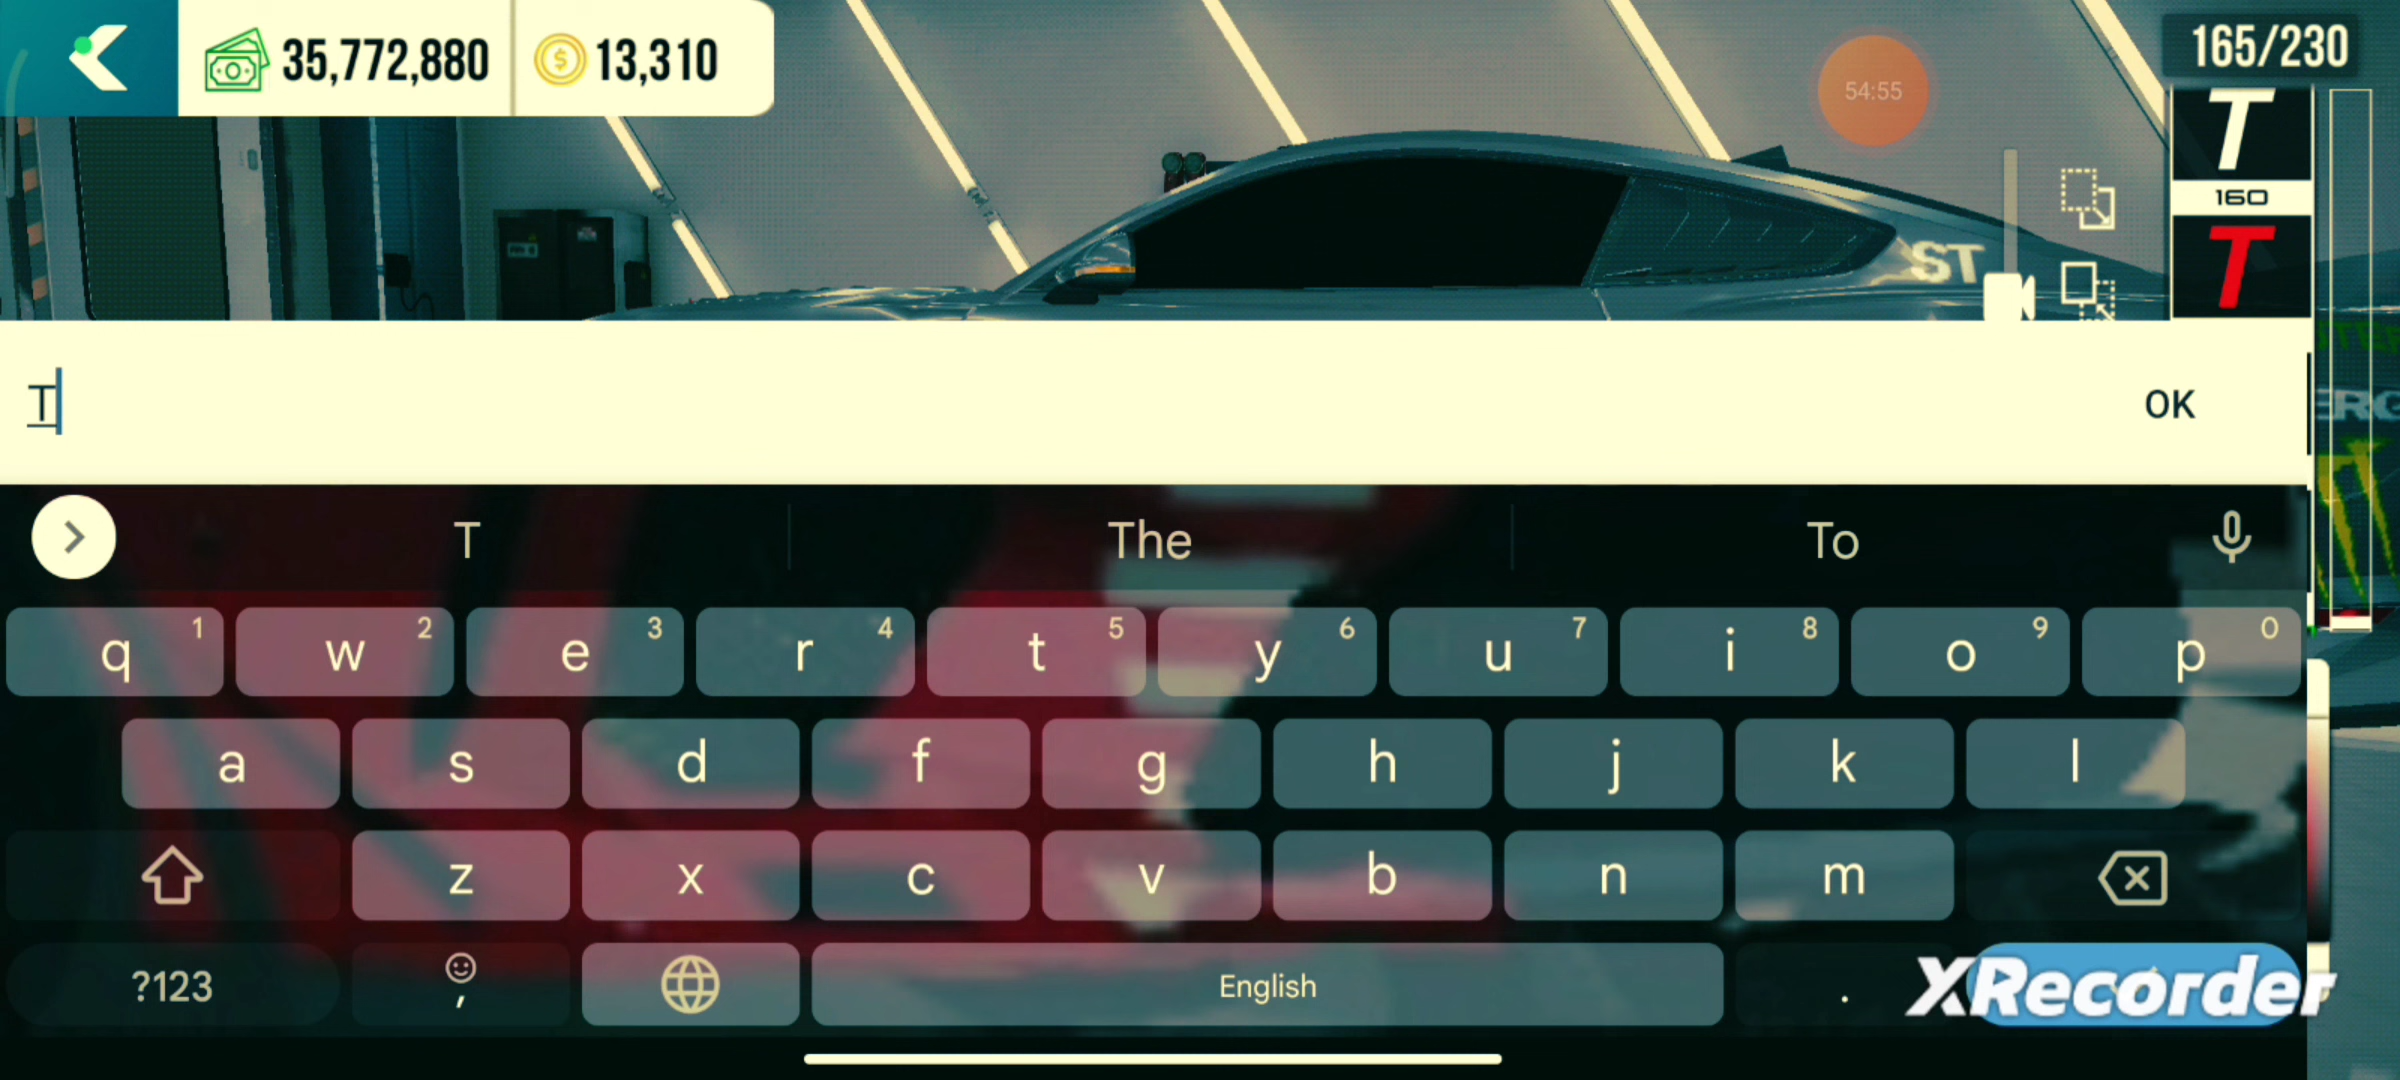 35,772,880 13,310
54:55
165/230
T
160
T
ST
T
OK
T The To
q 1 w 2 e 3 r 4 t 5 y 6 u 7 i 8 o 9 p 0
a s d f g h j k l
z x c v b n m
?123 , English .
XRecorder